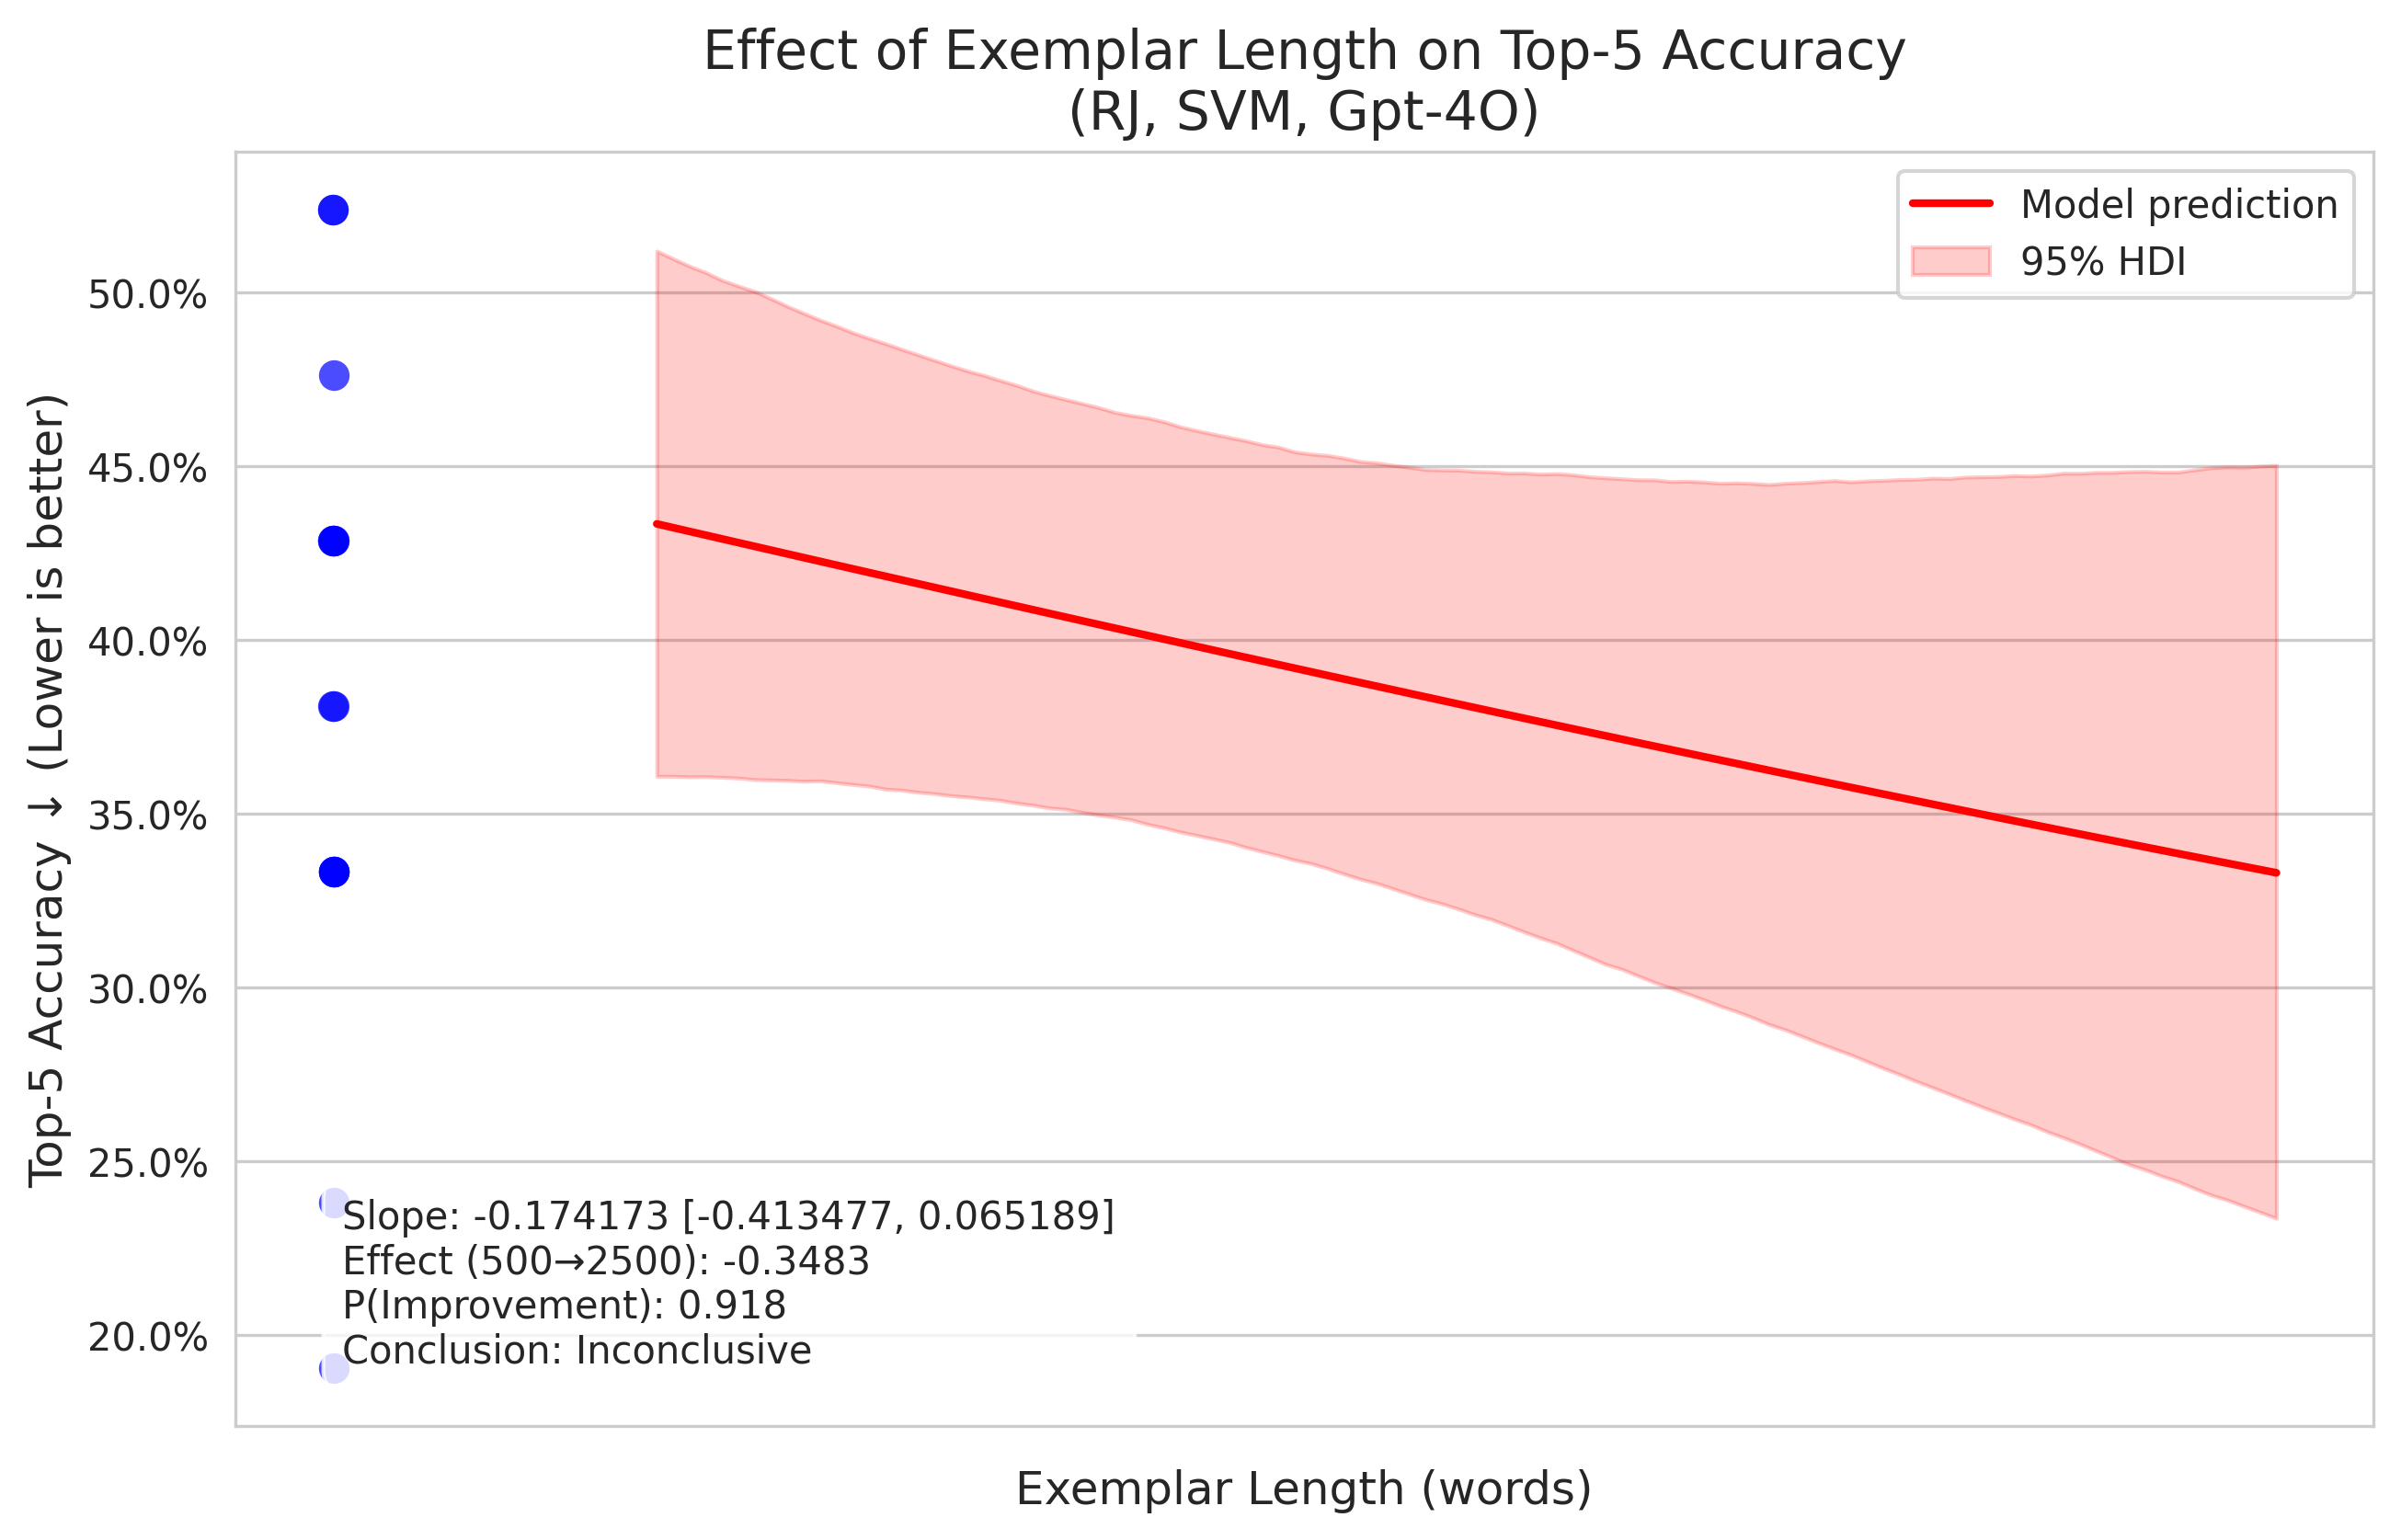 Effect of Exemplar Length on Top-5 Accuracy
(RJ, SVM, Gpt-4O)
Model prediction
95% HDI
Top-5 Accuracy ↓ (Lower is better)
50.0%
45.0%
40.0%
35.0%
30.0%
25.0%
20.0%
Slope: -0.174173 [-0.413477, 0.065189]
Effect (500→2500): -0.3483
P(Improvement): 0.918
Conclusion: Inconclusive
Exemplar Length (words)